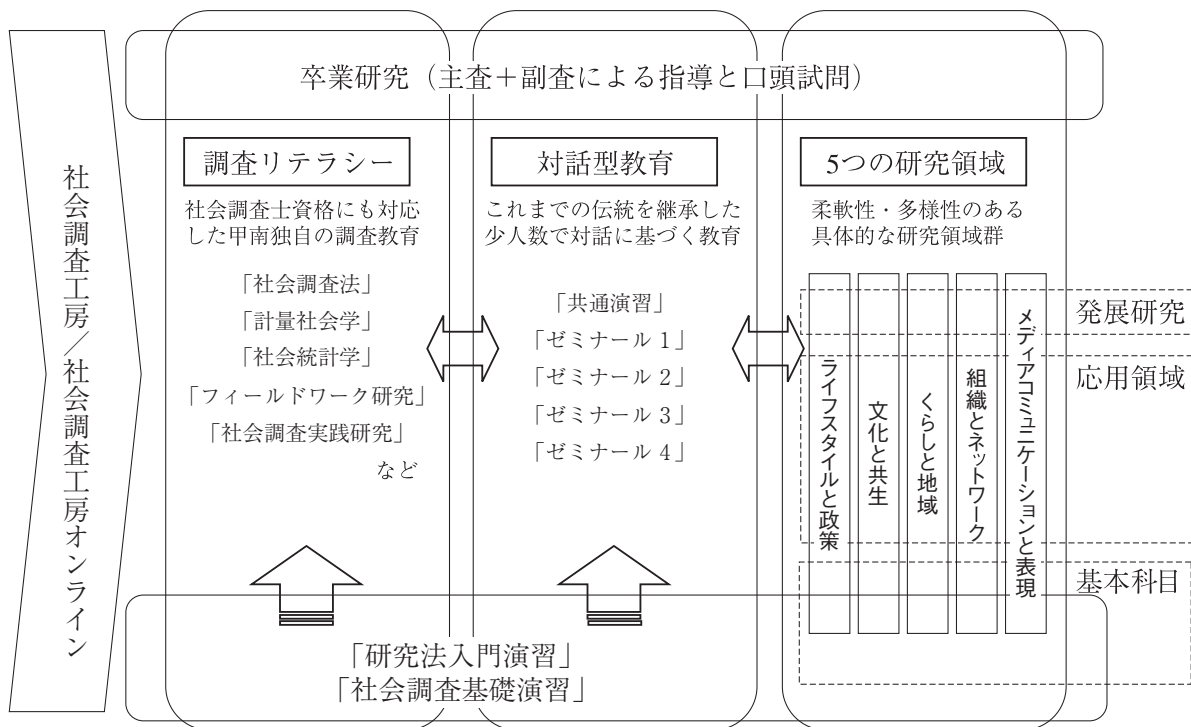 社会調査工房／社会調査工房オンライン
卒業研究（主査＋副査による指導と口頭試問）
調査リテラシー
社会調査士資格にも対応
した甲南独自の調査教育
「社会調査法」
「計量社会学」
「社会統計学」
「フィールドワーク研究」
「社会調査実践研究」
など
対話型教育
これまでの伝統を継承した
少人数で対話に基づく教育
「共通演習」
「ゼミナール 1」
「ゼミナール 2」
「ゼミナール 3」
「ゼミナール 4」
5つの研究領域
柔軟性・多様性のある
具体的な研究領域群
ライフスタイルと政策
文化と共生
くらしと地域
組織とネットワーク
メディアコミュニケーションと表現
発展研究
応用領域
基本科目
「研究法入門演習」
「社会調査基礎演習」